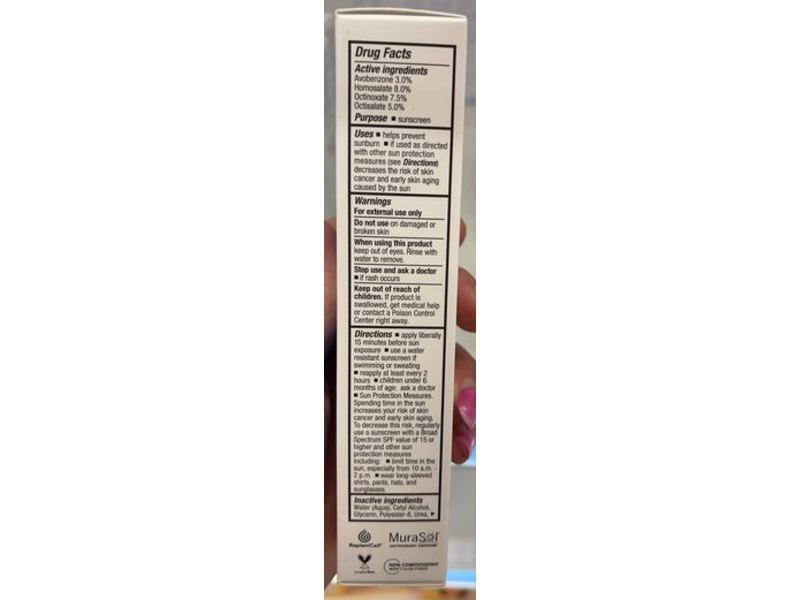 Drug Facts
Active ingredients
Avobenzone 3.0%
Homosalate 8.0%
Octinoxate 7.5%
Octisalate 5.0%
Purpose ■ sunscreen
Uses ■ helps prevent
sunburn ■ if used as directed
with other sun protection
measures (see Directions)
decreases the risk of skin
cancer and early skin aging
caused by the sun
Warnings
For external use only
Do not use on damaged or
broken skin
When using this product
keep out of eyes. Rinse with
water to remove.
Stop use and ask a doctor
■ if rash occurs
Keep out of reach of
children. If product is
swallowed, get medical help
or contact a Poison Control
Center right away.
Directions ■ apply liberally
15 minutes before sun
exposure ■ use a water
resistant sunscreen if
swimming or sweating
■ reapply at least every 2
hours ■ children under 6
months of age: ask a doctor
■ Sun Protection Measures.
Spending time in the sun
increases your risk of skin
cancer and early skin aging.
To decrease this risk, regularly
use a sunscreen with a Broad
Spectrum SPF value of 15 or
higher and other sun
protection measures
including: ■ limit time in the
sun, especially from 10 a.m. -
2 p.m. ■ wear long-sleeved
shirts, pants, hats, and
sunglasses.
Inactive ingredients
Water (Aqua), Cetyl Alcohol,
Glycerin, Polyester-8, Urea, ►
ReplentCell™
MuraSol™
ANTIOXIDANT DEFENSE
cruelty-free
NON-COMEDOGENIC
WON'T CLOG PORES